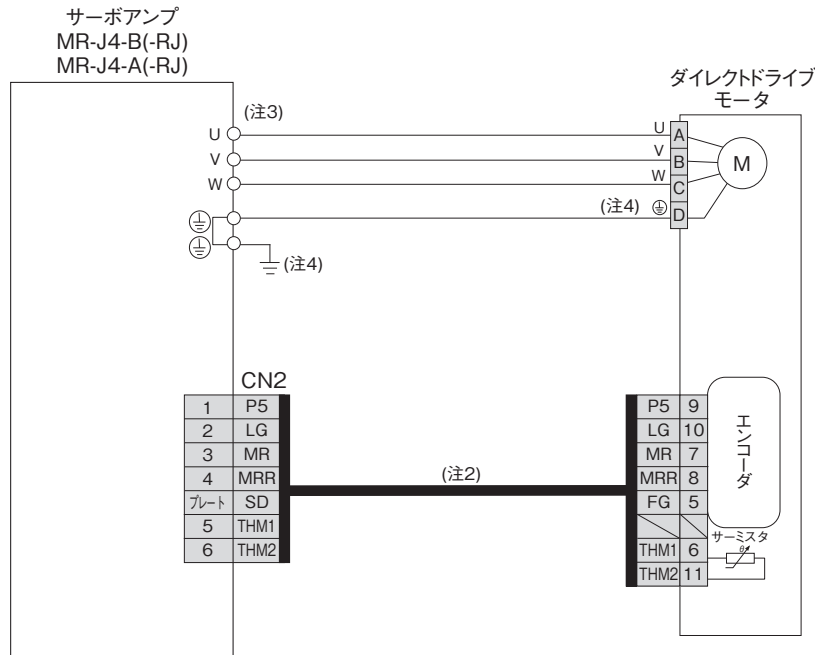 サーボアンプ
MR-J4-B(-RJ)
MR-J4-A(-RJ)
ダイレクトドライブ
モータ
(注3)
U
U
A
V
V
B
M
W
W
C
(注4)
D
(注4)
CN2
1 P5
2 LG
3 MR
4 MRR
プレート SD
5 THM1
6 THM2
(注2)
P5 9
LG 10
MR 7
MRR 8
FG 5
THM1 6
THM2 11
エンコーダ
サーミスタ
θ